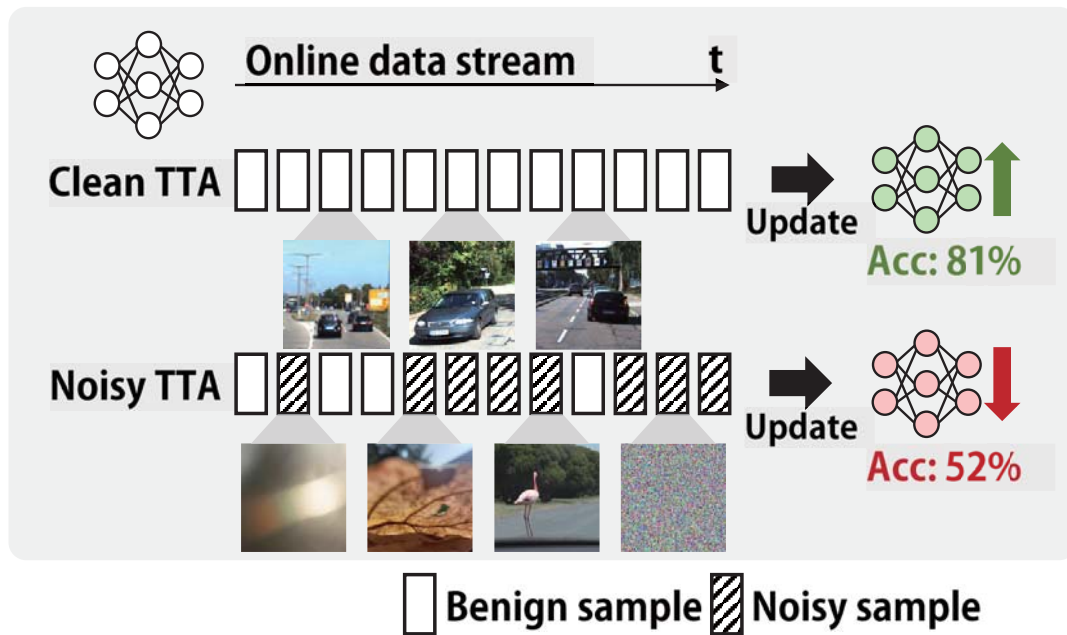 Online data stream t
Clean TTA
Update
Acc: 81%
Noisy TTA
Update
Acc: 52%
Benign sample Noisy sample